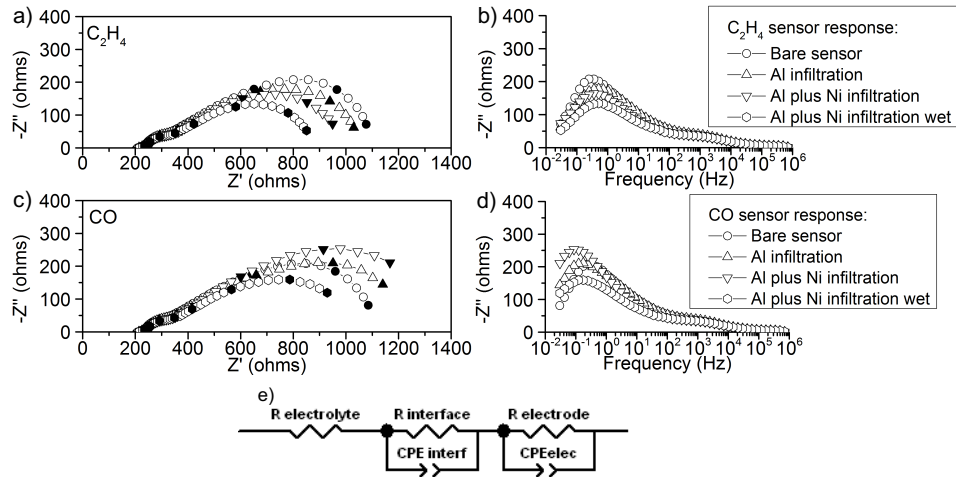 a)
400
300
200
100
0
C₂H₄
-Z'' (ohms)
0 200 400 600 800 1000 1200 1400
Z' (ohms)
b)
400
300
200
100
0
-Z'' (ohms)
10⁻² 10⁻¹ 10⁰ 10¹ 10² 10³ 10⁴ 10⁵ 10⁶
Frequency (Hz)
C₂H₄ sensor response:
Bare sensor
Al infiltration
Al plus Ni infiltration
Al plus Ni infiltration wet
c)
400
300
200
100
0
CO
-Z'' (ohms)
0 200 400 600 800 1000 1200 1400
Z' (ohms)
d)
400
300
200
100
0
-Z'' (ohms)
10⁻² 10⁻¹ 10⁰ 10¹ 10² 10³ 10⁴ 10⁵ 10⁶
Frequency (Hz)
CO sensor response:
Bare sensor
Al infiltration
Al plus Ni infiltration
Al plus Ni infiltration wet
e)
R electrolyte R interface R electrode
CPE interf CPEelec